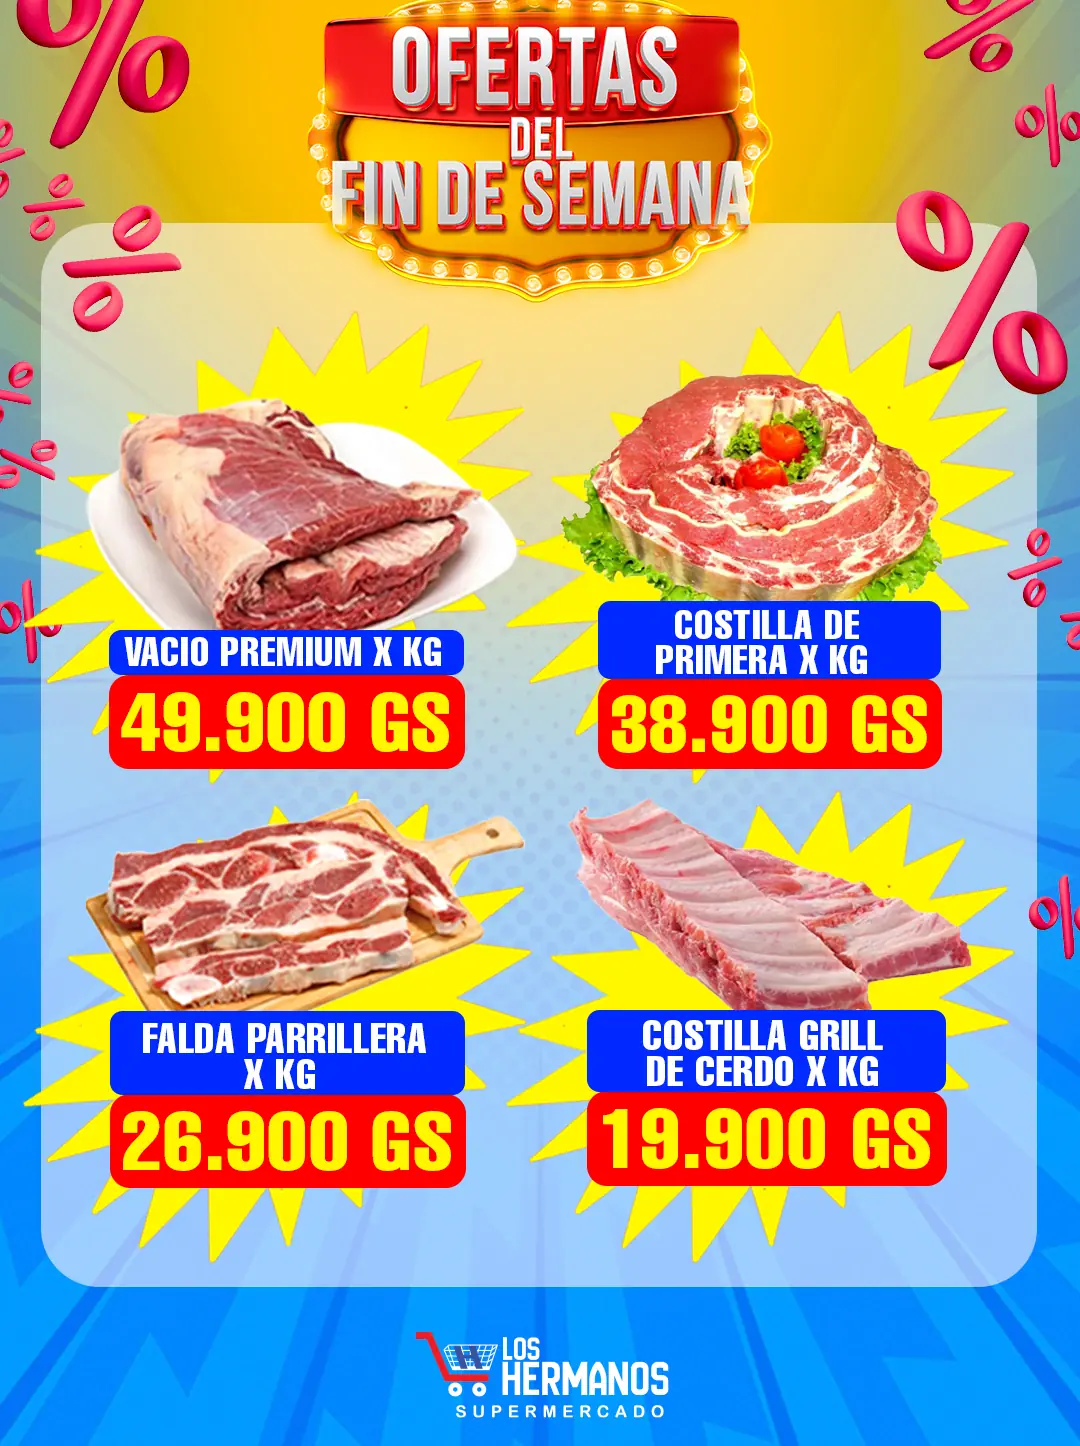 OFERTAS
DEL
FIN DE SEMANA
VACIO PREMIUM X KG
49.900 GS
COSTILLA DE
PRIMERA X KG
38.900 GS
FALDA PARRILLERA
X KG
26.900 GS
COSTILLA GRILL
DE CERDO X KG
19.900 GS
H
LOS
HERMANOS
SUPERMERCADO